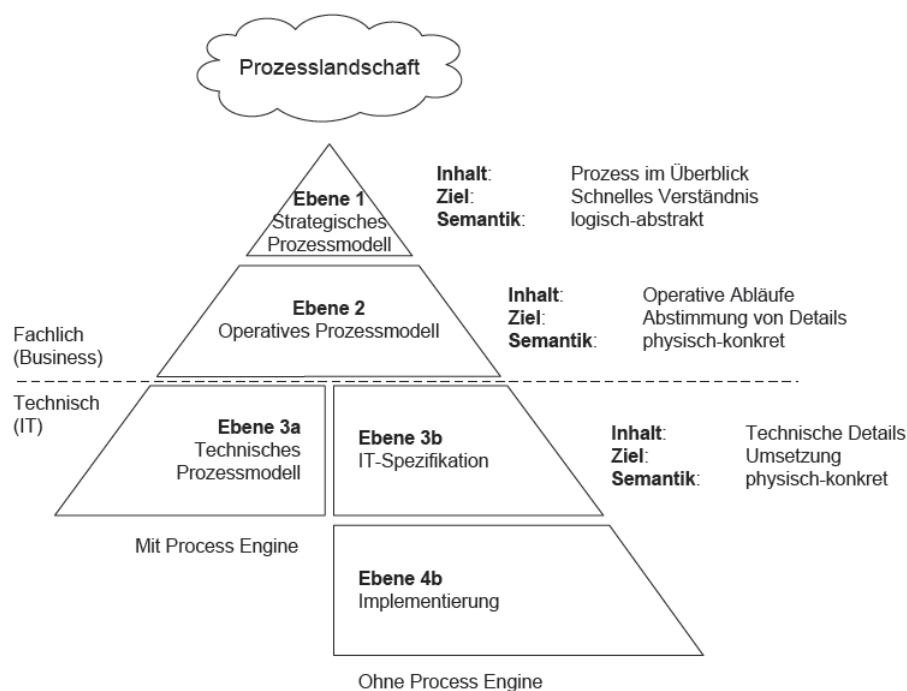 Prozesslandschaft
Ebene 1
Strategisches
Prozessmodell
Inhalt: Prozess im Überblick
Ziel: Schnelles Verständnis
Semantik: logisch-abstrakt
Ebene 2
Operatives Prozessmodell
Inhalt: Operative Abläufe
Ziel: Abstimmung von Details
Semantik: physisch-konkret
Fachlich
(Business)
Technisch
(IT)
Ebene 3a
Technisches
Prozessmodell
Ebene 3b
IT-Spezifikation
Inhalt: Technische Details
Ziel: Umsetzung
Semantik: physisch-konkret
Mit Process Engine
Ebene 4b
Implementierung
Ohne Process Engine